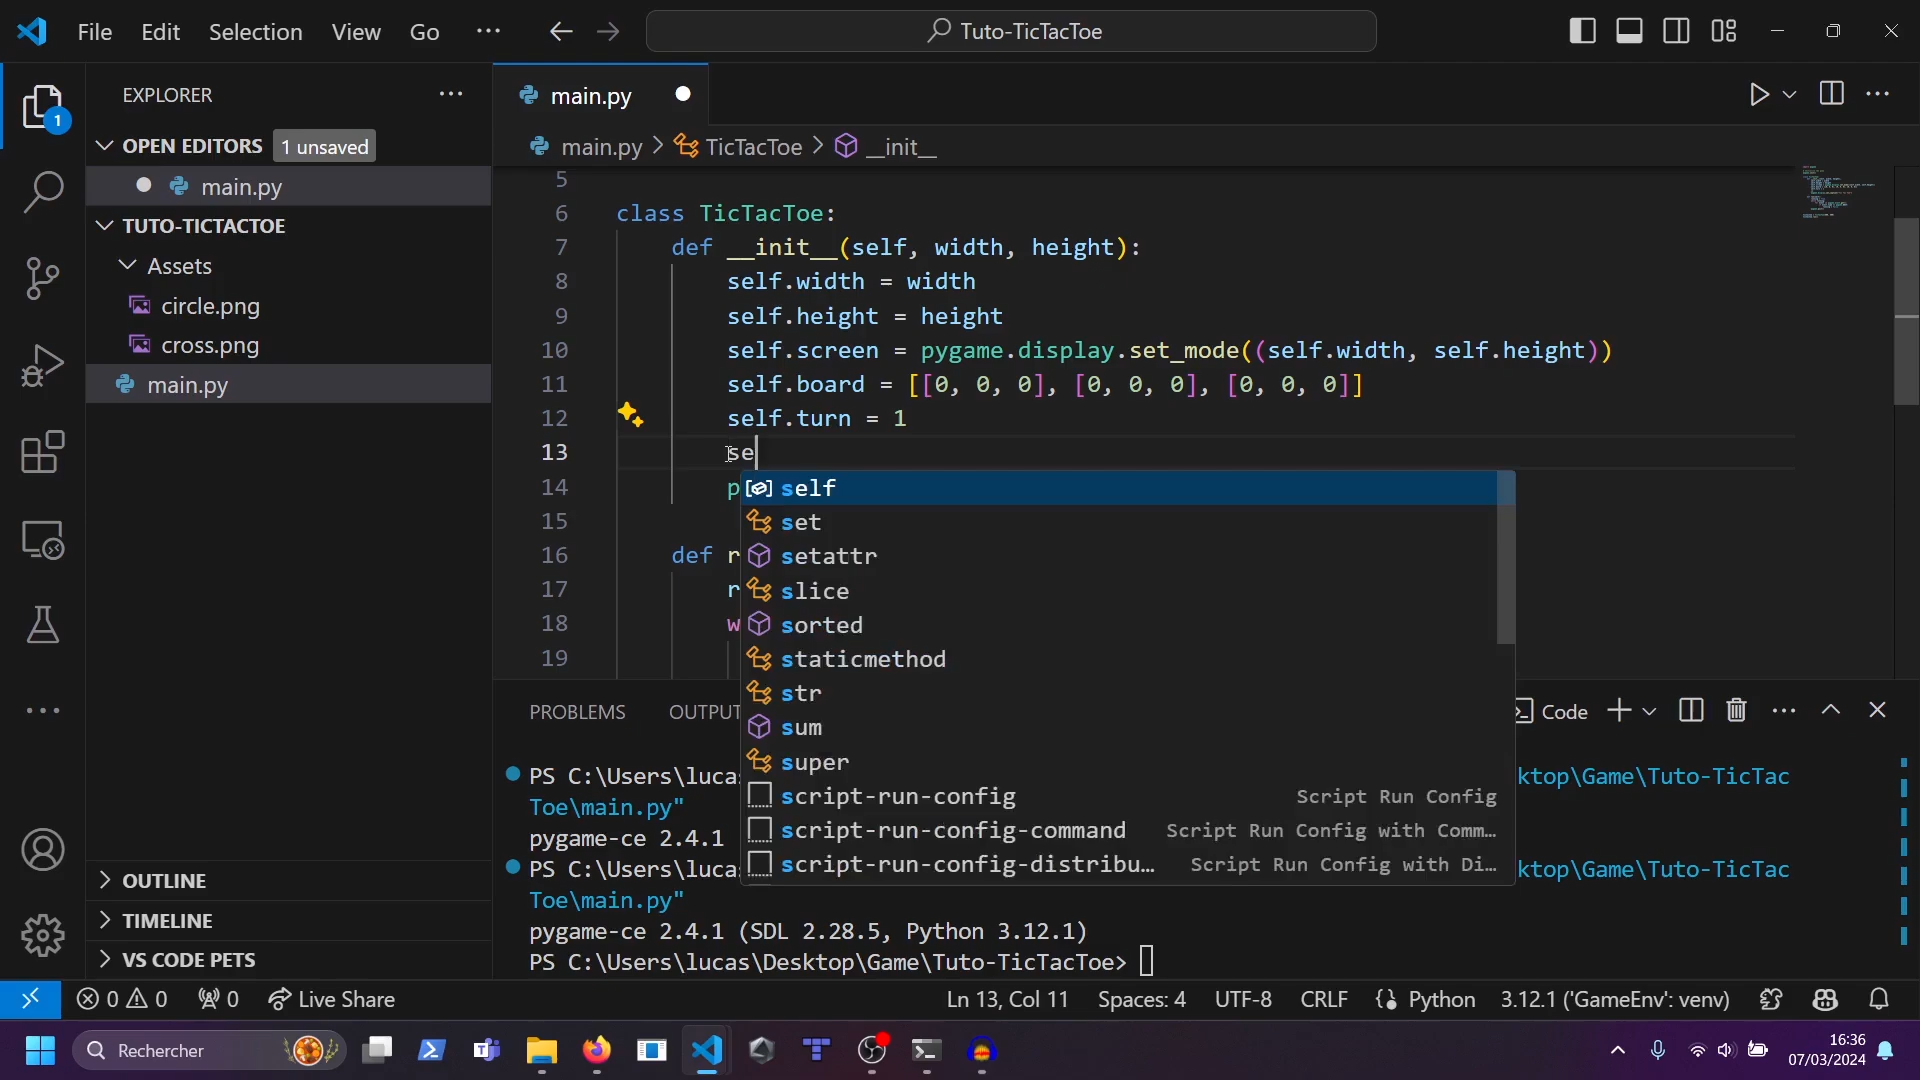 File Edit Selection View Go ··· Tuto-TicTacToe
EXPLORER ···
OPEN EDITORS 1 unsaved
main.py
TUTO-TICTACTOE
Assets
circle.png
cross.png
main.py
OUTLINE
TIMELINE
VS CODE PETS
1
main.py
main.py > TicTacToe > __init__
5
6 class TicTacToe:
7 def __init__(self, width, height):
8 self.width = width
9 self.height = height
10 self.screen = pygame.display.set_mode((self.width, self.height))
11 self.board = [[0, 0, 0], [0, 0, 0], [0, 0, 0]]
12 self.turn = 1
13 se
14 p
15
16 def r
17 r
18 w
19
self
set
setattr
slice
sorted
staticmethod
str
sum
super
script-run-config Script Run Config
script-run-config-command Script Run Config with Comm…
script-run-config-distribu… Script Run Config with Di…
PROBLEMS OUTPUT Code
PS C:\Users\lucas ktop\Game\Tuto-TicTac
Toe\main.py"
pygame-ce 2.4.1
PS C:\Users\lucas ktop\Game\Tuto-TicTac
Toe\main.py"
pygame-ce 2.4.1 (SDL 2.28.5, Python 3.12.1)
PS C:\Users\lucas\Desktop\Game\Tuto-TicTacToe>
0 0 0 Live Share Ln 13, Col 11 Spaces: 4 UTF-8 CRLF Python 3.12.1 ('GameEnv': venv)
Rechercher 16:36
07/03/2024